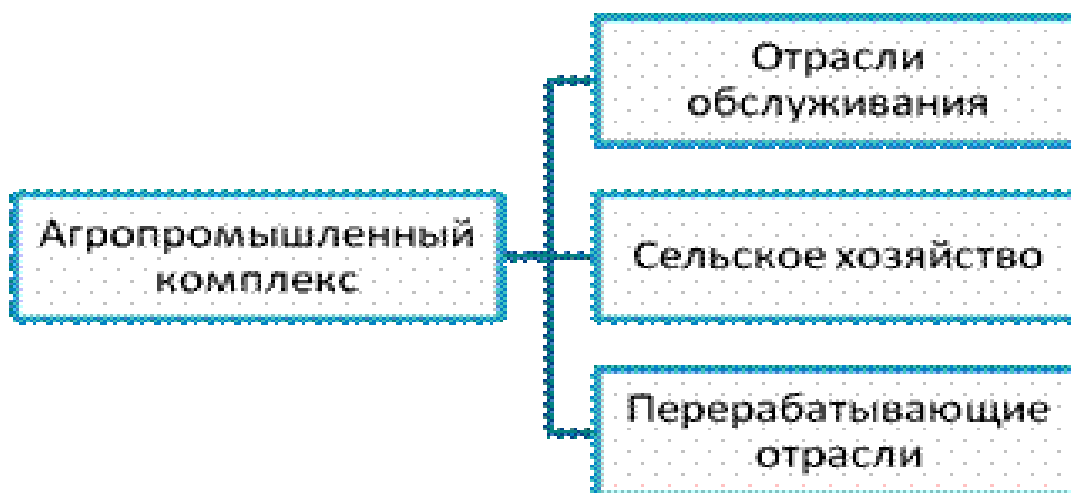 Отрасли
обслуживания
Агропромышленный
комплекс
Сельское хозяйство
Перерабатывающие
отрасли